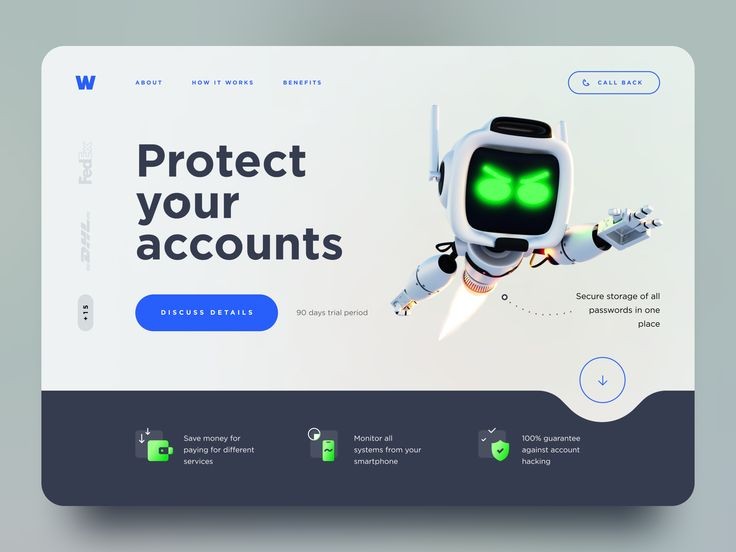 W
ABOUT
HOW IT WORKS
BENEFITS
CALL BACK
FedEx
DHL
+15
Protect
your
accounts
DISCUSS DETAILS
90 days trial period
Secure storage of all
passwords in one
place
Save money for
paying for different
services
Monitor all
systems from your
smartphone
100% guarantee
against account
hacking